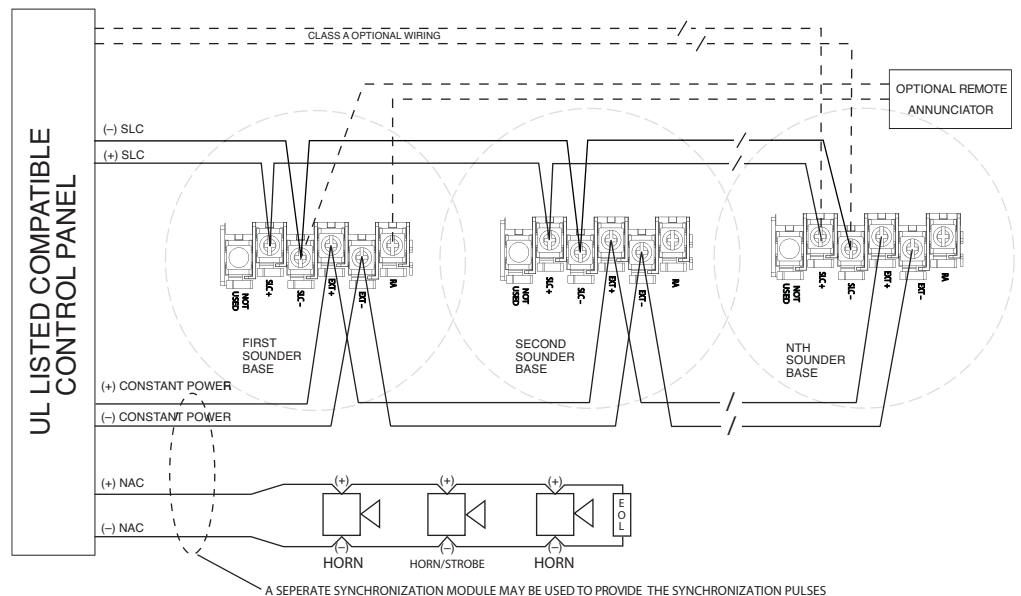 UL LISTED COMPATIBLE
CONTROL PANEL
CLASS A OPTIONAL WIRING
OPTIONAL REMOTE
ANNUNCIATOR
(–) SLC
(+) SLC
NOT
USED
SLC +
SLC -
EXT +
EXT -
RA
NOT
USED
SLC +
SLC -
EXT +
EXT -
RA
NOT
USED
SLC +
SLC -
EXT +
EXT -
RA
FIRST
SOUNDER
BASE
SECOND
SOUNDER
BASE
NTH
SOUNDER
BASE
(+) CONSTANT POWER
(–) CONSTANT POWER
(+) NAC
(–) NAC
(+)
(+)
(+)
EOL
(–)
(–)
(–)
HORN
HORN/STROBE
HORN
A SEPERATE SYNCHRONIZATION MODULE MAY BE USED TO PROVIDE THE SYNCHRONIZATION PULSES